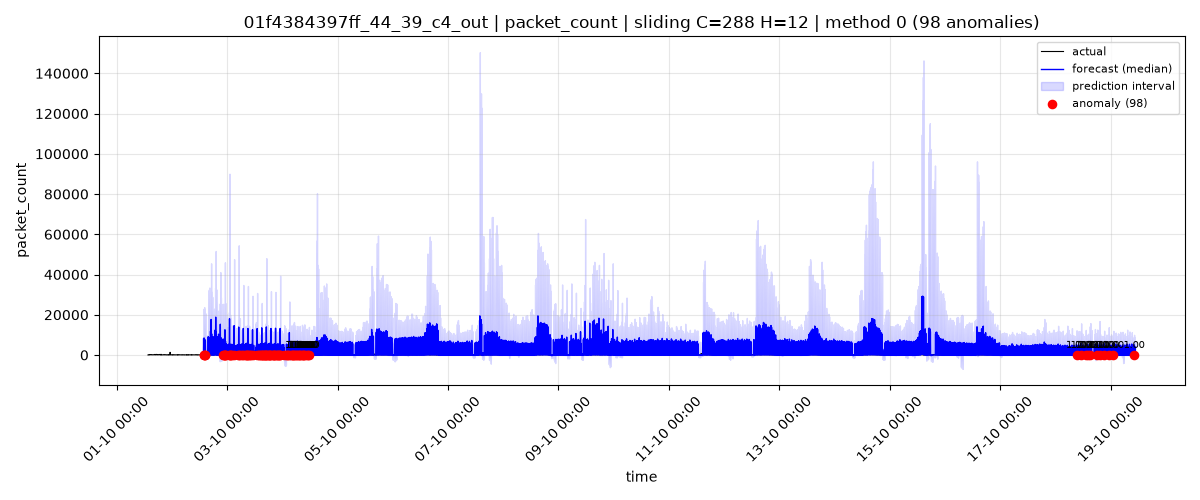 01f4384397ff_44_39_c4_out | packet_count | sliding C=288 H=12 | method 0 (98 anomalies)
actual
forecast (median)
prediction interval
anomaly (98)
packet_count
140000
120000
100000
80000
60000
40000
20000
0
01-10 00:00
03-10 00:00
05-10 00:00
07-10 00:00
09-10 00:00
11-10 00:00
13-10 00:00
15-10 00:00
17-10 00:00
19-10 00:00
time